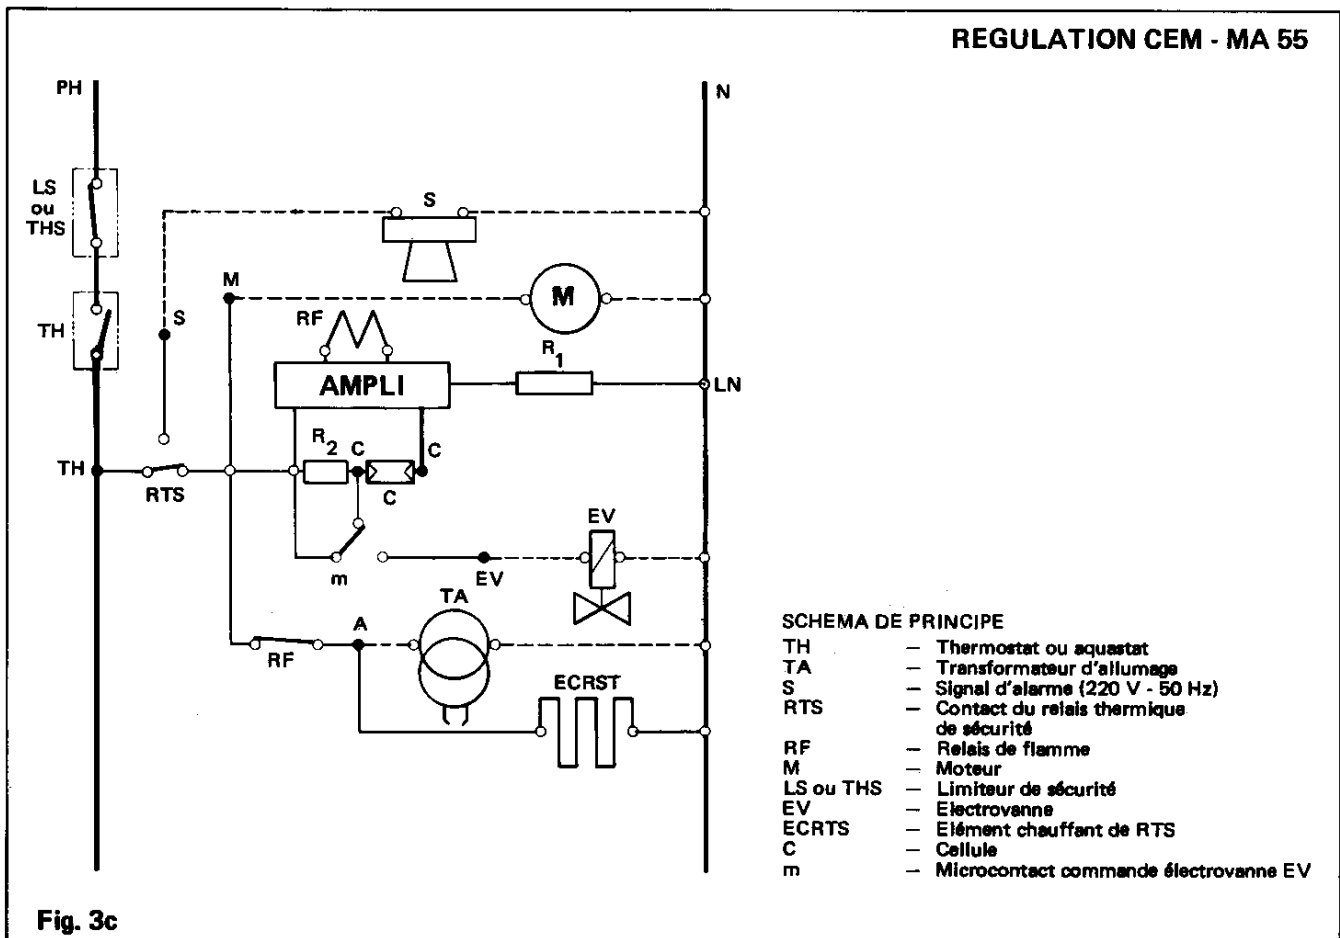 REGULATION CEM - MA 55
PH
N
LS
ou
THS
S
M
M
S
TH
RF
R1
AMPLI
LN
R2
C
C
TH
RTS
C
EV
m
EV
TA
A
RF
ECRST
SCHEMA DE PRINCIPE
TH – Thermostat ou aquastat
TA – Transformateur d'allumage
S – Signal d'alarme (220 V - 50 Hz)
RTS – Contact du relais thermique
de sécurité
RF – Relais de flamme
M – Moteur
LS ou THS – Limiteur de sécurité
EV – Electrovanne
ECRTS – Elément chauffant de RTS
C – Cellule
m – Microcontact commande électrovanne EV
Fig. 3c